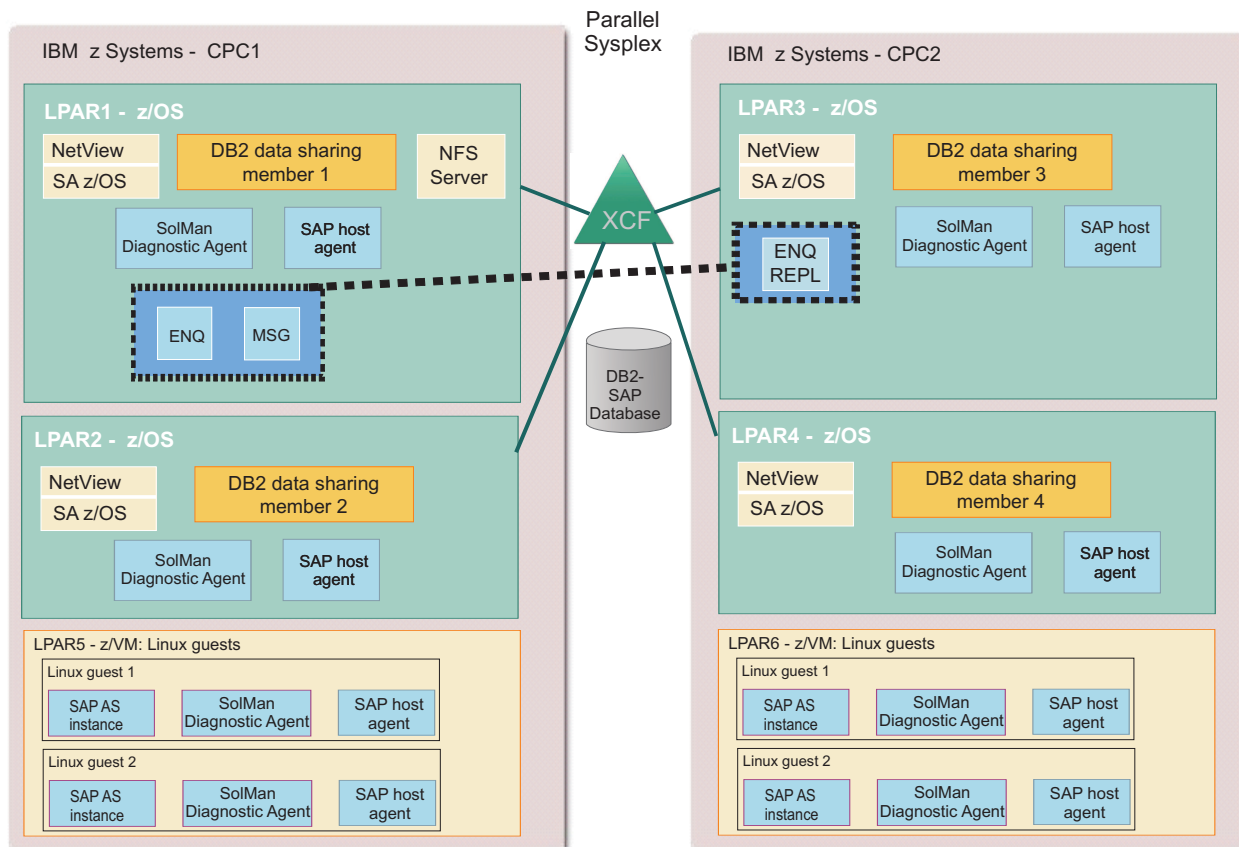 Parallel
Sysplex
IBM z Systems - CPC1
LPAR1 - z/OS
NetView
SA z/OS
DB2 data sharing
member 1
NFS
Server
SolMan
Diagnostic Agent
SAP host
agent
ENQ
MSG
LPAR2 - z/OS
NetView
SA z/OS
DB2 data sharing
member 2
SolMan
Diagnostic Agent
SAP host
agent
LPAR5 - z/VM: Linux guests
Linux guest 1
SAP AS
instance
SolMan
Diagnostic Agent
SAP host
agent
Linux guest 2
SAP AS
instance
SolMan
Diagnostic Agent
SAP host
agent
XCF
DB2-
SAP
Database
IBM z Systems - CPC2
LPAR3 - z/OS
NetView
SA z/OS
DB2 data sharing
member 3
SolMan
Diagnostic Agent
SAP host
agent
ENQ
REPL
LPAR4 - z/OS
NetView
SA z/OS
DB2 data sharing
member 4
SolMan
Diagnostic Agent
SAP host
agent
LPAR6 - z/VM: Linux guests
Linux guest 1
SAP AS
instance
SolMan
Diagnostic Agent
SAP host
agent
Linux guest 2
SAP AS
instance
SolMan
Diagnostic Agent
SAP host
agent